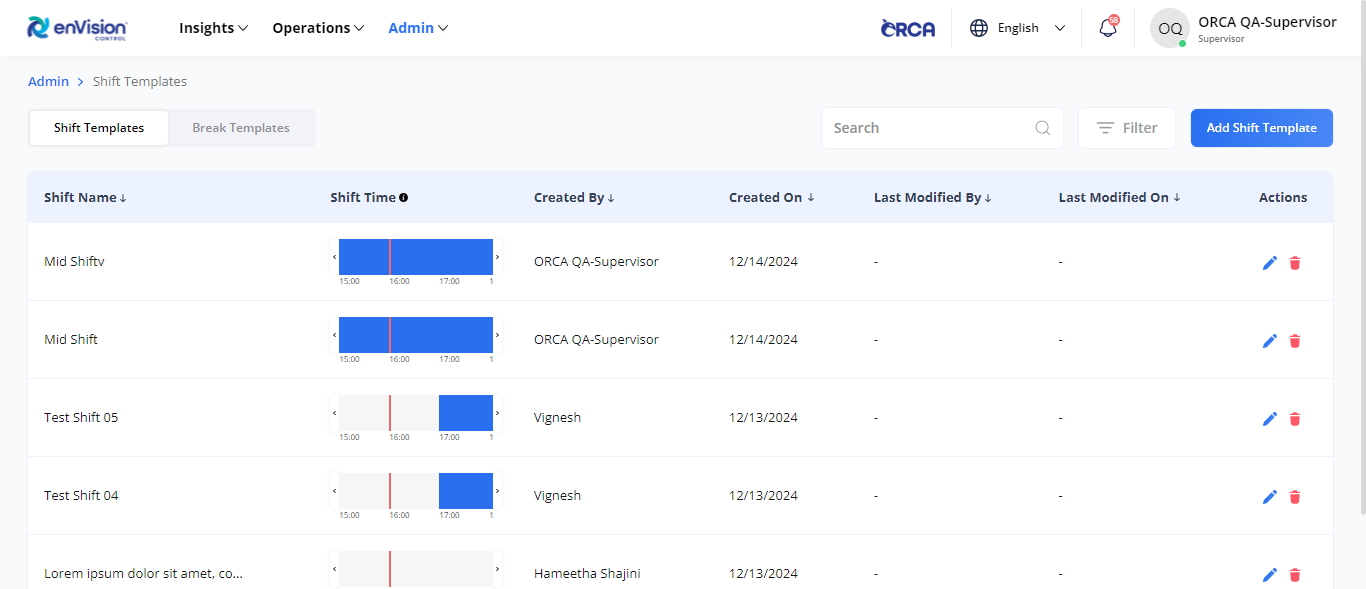 enVision CONTROL Insights Operations Admin ORCA English 58 OQ ORCA QA-Supervisor
Supervisor
Admin > Shift Templates
Shift Templates Break Templates Search Filter Add Shift Template
Shift Name Shift Time Created By Created On Last Modified By Last Modified On Actions
Mid Shiftv ORCA QA-Supervisor 12/14/2024 - -
15:00 16:00 17:00 1
Mid Shift ORCA QA-Supervisor 12/14/2024 - -
15:00 16:00 17:00 1
Test Shift 05 Vignesh 12/13/2024 - -
15:00 16:00 17:00 1
Test Shift 04 Vignesh 12/13/2024 - -
15:00 16:00 17:00 1
Lorem ipsum dolor sit amet, co... Hameetha Shajini 12/13/2024 - -